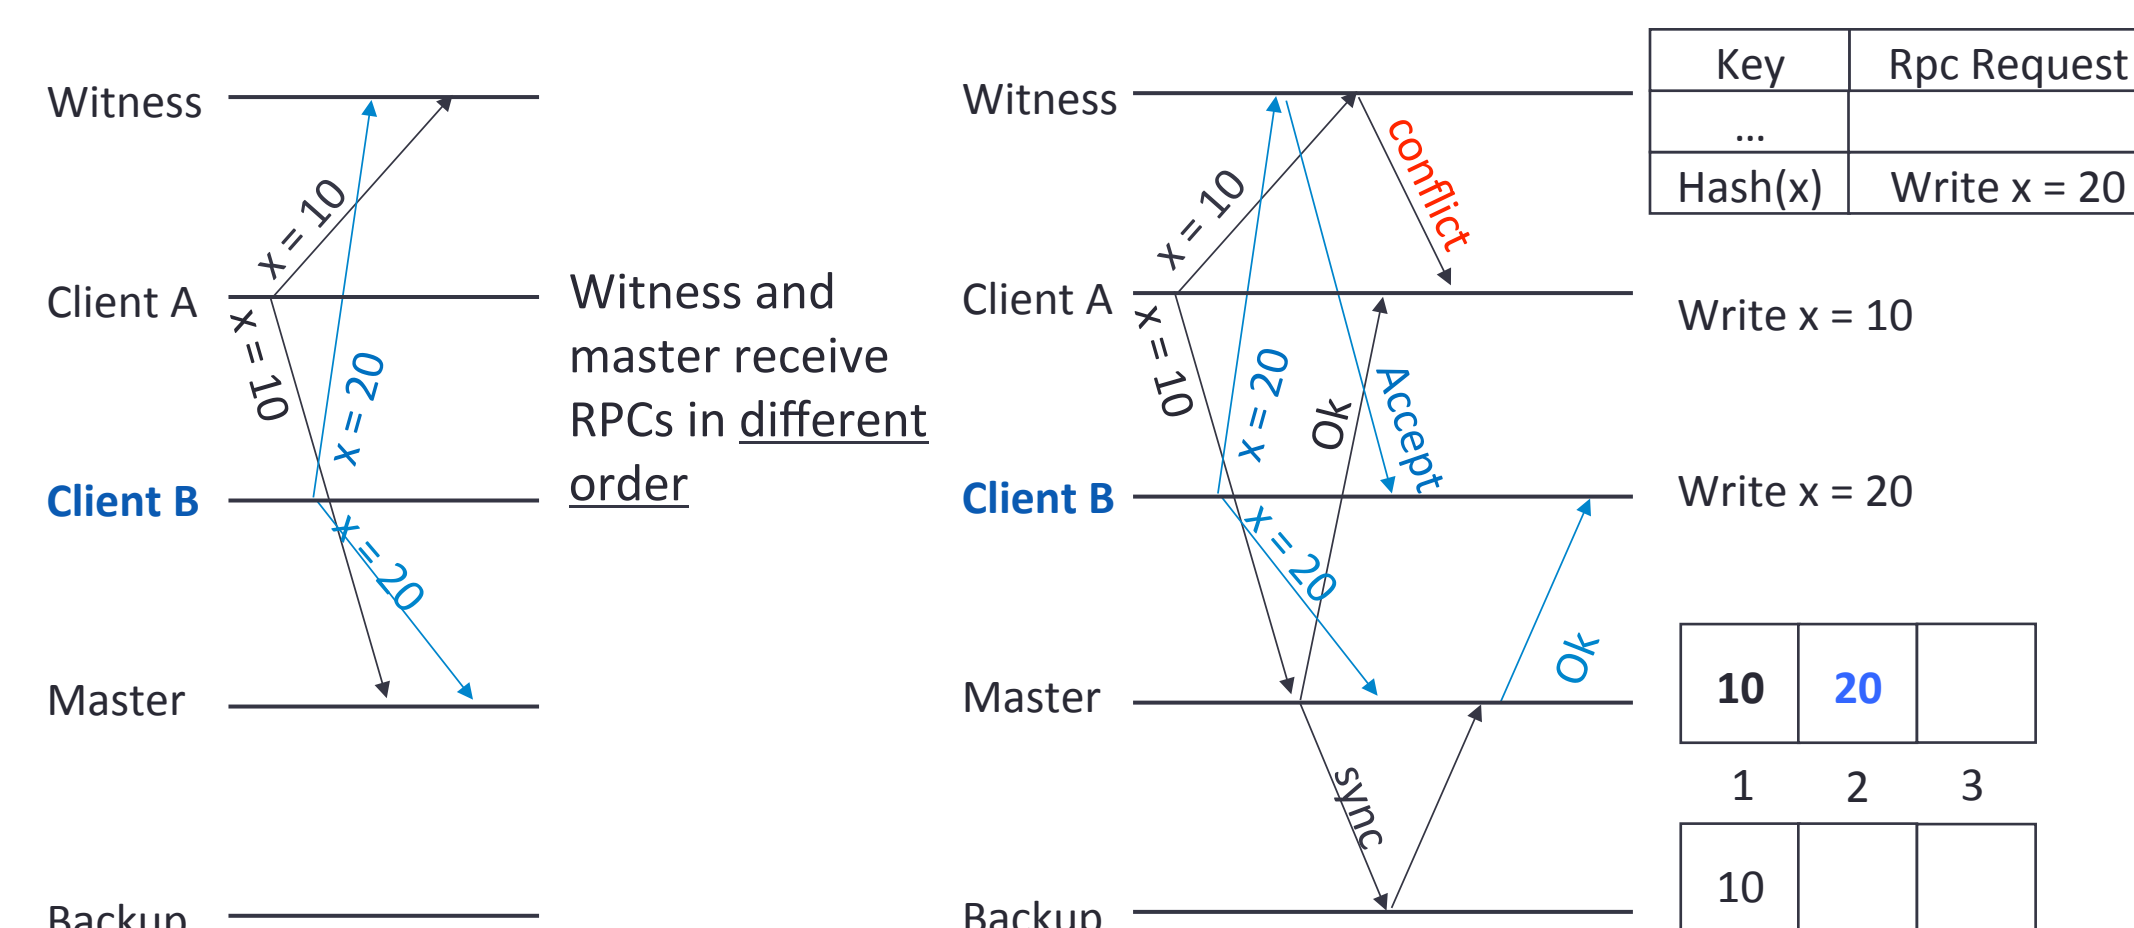 Witness
x = 10
Client A
x = 10
x = 20
Client B
x = 20
Master
Backup
Witness and
master receive
RPCs in different
order
Witness
x = 10
conflict
Client A
x = 10
x = 20
Ok
Accept
Client B
x = 20
Ok
Master
sync
Backup
Key Rpc Request
...
Hash(x) Write x = 20
Write x = 10
Write x = 20
10 20
1 2 3
10